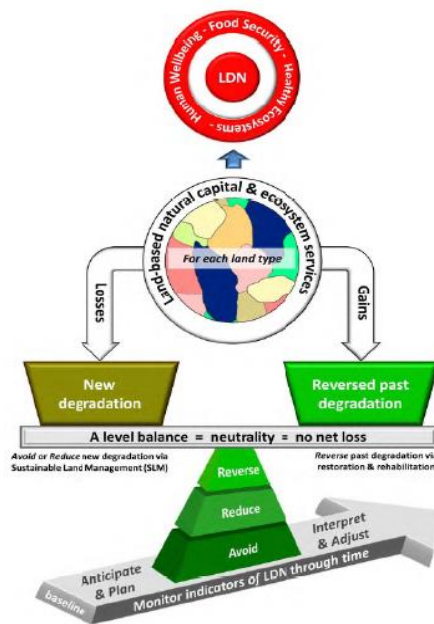 Human Wellbeing - Food Security - Healthy Ecosystems -
LDN
Land-based natural capital & ecosystem services
For each land type
Losses
Gains
New
degradation
Reversed past
degradation
A level balance = neutrality = no net loss
Avoid or Reduce new degradation via
Sustainable Land Management (SLM)
Reverse past degradation via
restoration & rehabilitation
Reverse
Reduce
Avoid
Anticipate
& Plan
Interpret
& Adjust
baseline
Monitor indicators of LDN through time